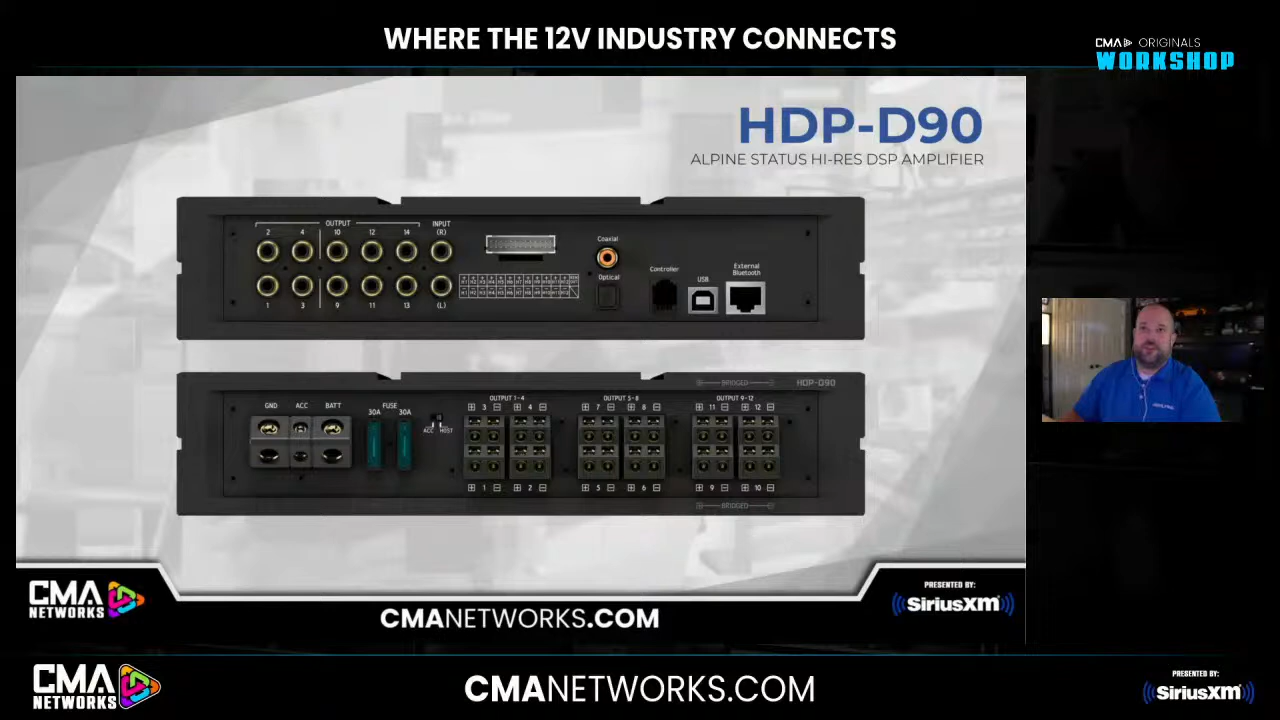 WHERE THE 12V INDUSTRY CONNECTS
CMA ORIGINALS
WORKSHOP
HDP-D90
ALPINE STATUS HI-RES DSP AMPLIFIER
OUTPUT INPUT
2 4 10 12 14 (R)
1 3 9 11 13 (L)
Coaxial
Optical
Controller
USB
External
Bluetooth
BRIDGED HDP-D90
GND ACC BATT FUSE
30A 30A
ACC HOST
OUTPUT 1-4 OUTPUT 5-8 OUTPUT 9-12
+ 3 - + 4 - + 7 - + 8 - + 11 - + 12 -
+ 1 - + 2 - + 5 - + 6 - + 9 - + 10 -
BRIDGED
CMA
NETWORKS
CMANETWORKS.COM
PRESENTED BY:
SiriusXM
CMA
NETWORKS
CMANETWORKS.COM
PRESENTED BY:
SiriusXM